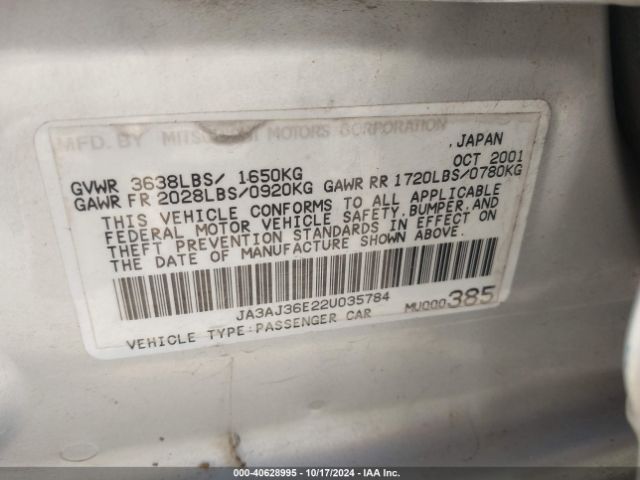 MFD. BY MITSUBISHI MOTORS CORPORATION
, JAPAN
OCT 2001
GVWR 3638LBS/ 1650KG
GAWR FR 2028LBS/0920KG GAWR RR 1720LBS/0780KG
THIS VEHICLE CONFORMS TO ALL APPLICABLE
FEDERAL MOTOR VEHICLE SAFETY, BUMPER, AND
THEFT PREVENTION STANDARDS IN EFFECT ON
THE DATE OF MANUFACTURE SHOWN ABOVE.
JA3AJ36E22U035784
MU000385
VEHICLE TYPE: PASSENGER CAR
000-40628995 - 10/17/2024 - IAA Inc.